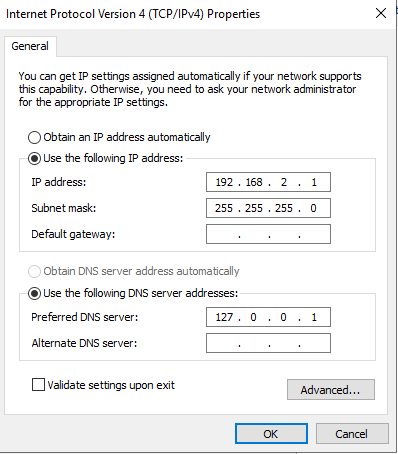 Internet Protocol Version 4 (TCP/IPv4) Properties
General
You can get IP settings assigned automatically if your network supports
this capability. Otherwise, you need to ask your network administrator
for the appropriate IP settings.
Obtain an IP address automatically
Use the following IP address:
IP address: 192 . 168 . 2 . 1
Subnet mask: 255 . 255 . 255 . 0
Default gateway: . . .
Obtain DNS server address automatically
Use the following DNS server addresses:
Preferred DNS server: 127 . 0 . 0 . 1
Alternate DNS server: . . .
Validate settings upon exit
Advanced...
OK Cancel